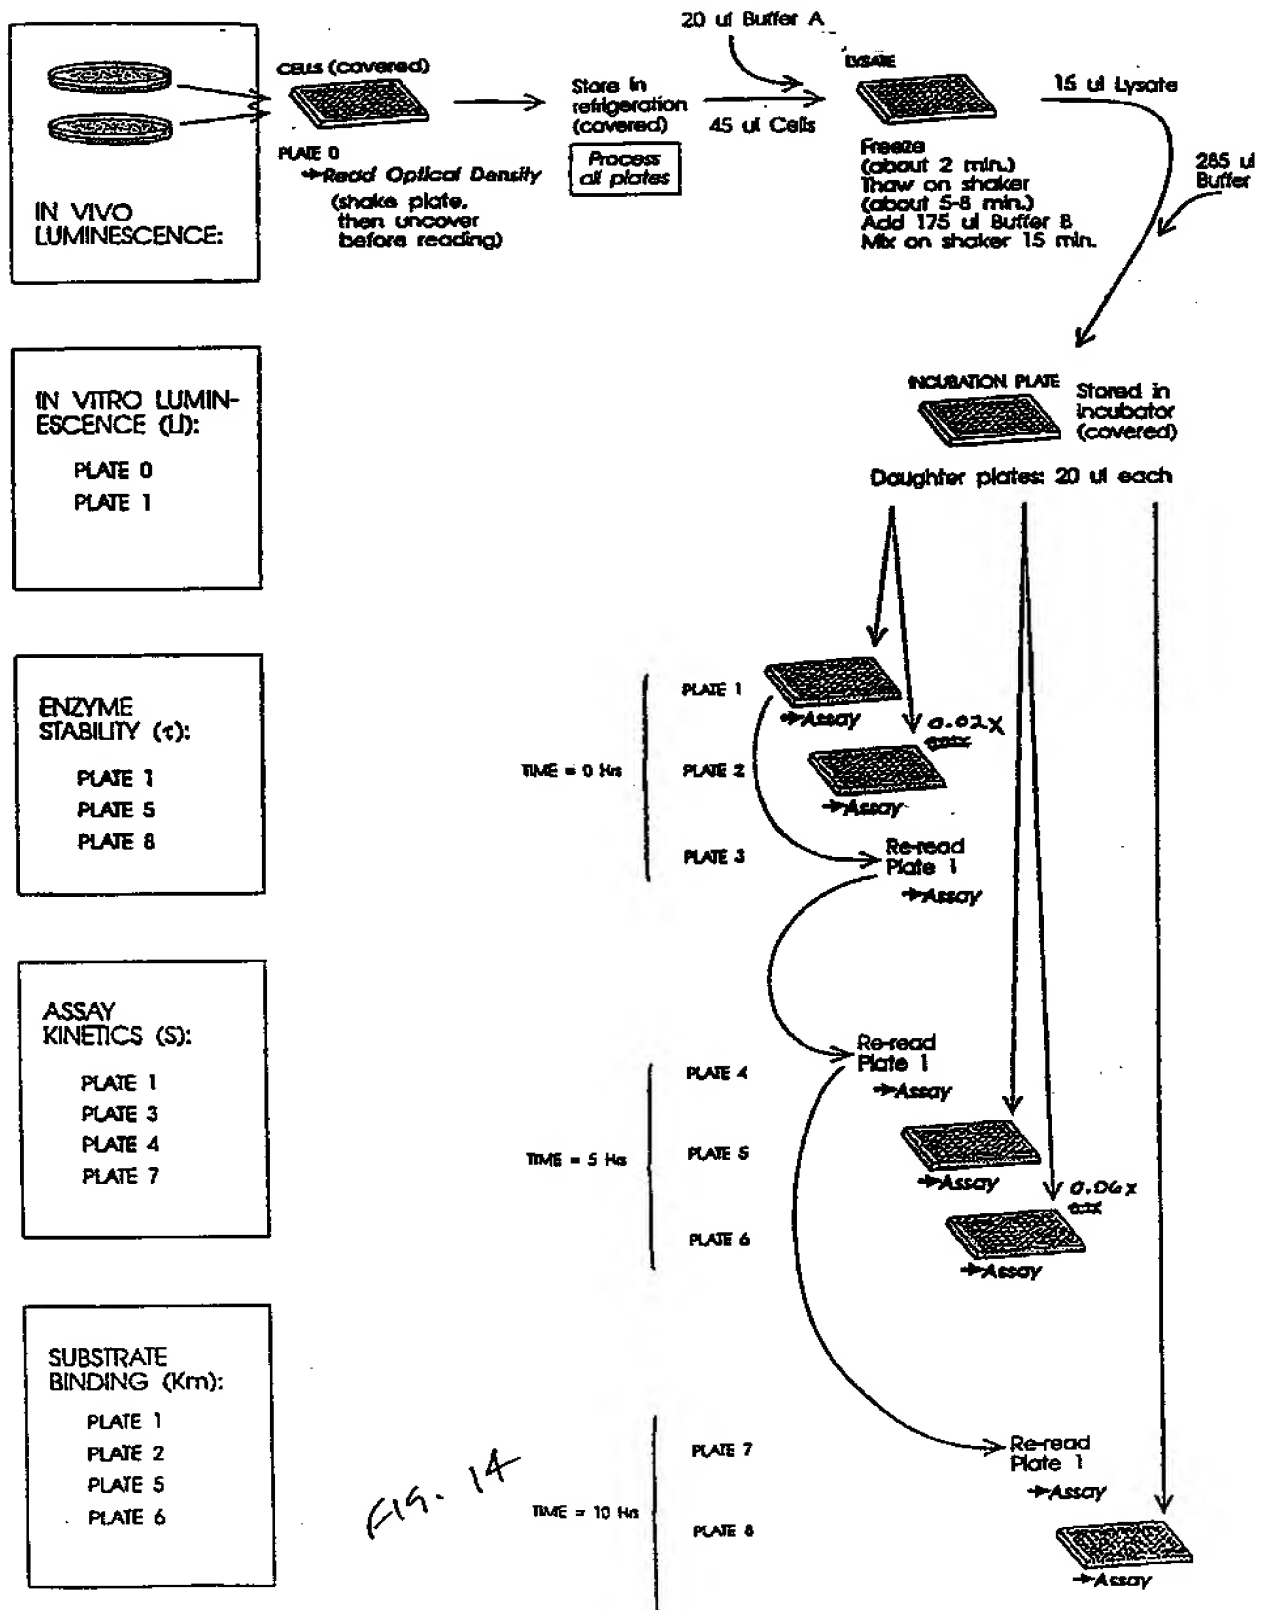 20 ul Buffer A
CELLS (covered)
LYSATE
15 ul Lysate
Store in
refrigeration
(covered)
45 ul Cells
Process
all plates
PLATE 0
Read Optical Density
(shake plate,
then uncover
before reading)
Freeze
(about 2 min.)
Thaw on shaker
(about 5-8 min.)
Add 175 ul Buffer B
Mix on shaker 15 min.
285 ul
Buffer
IN VIVO
LUMINESCENCE:
IN VITRO LUMIN-
ESCENCE (LI):
PLATE 0
PLATE 1
INCUBATION PLATE
Stored in
incubator
(covered)
Daughter plates: 20 ul each
ENZYME
STABILITY (τ):
PLATE 1
PLATE 5
PLATE 8
TIME = 0 Hrs
PLATE 1
Assay
0.02X
PLATE 2
Assay
PLATE 3
Re-read
Plate 1
Assay
ASSAY
KINETICS (S):
PLATE 1
PLATE 3
PLATE 4
PLATE 7
TIME = 5 Hrs
PLATE 4
Re-read
Plate 1
Assay
PLATE 5
Assay
0.06X
PLATE 6
Assay
SUBSTRATE
BINDING (Km):
PLATE 1
PLATE 2
PLATE 5
PLATE 6
FIG. 14
TIME = 10 Hrs
PLATE 7
Re-read
Plate 1
Assay
PLATE 8
Assay